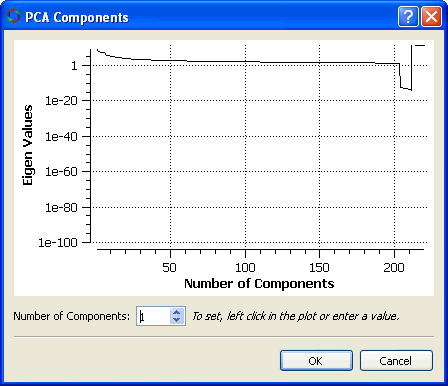 PCA Components
1
1e-20
1e-40
1e-60
1e-80
1e-100
Eigen Values
50 100 150 200
Number of Components
Number of Components: 1 To set, left click in the plot or enter a value.
OK Cancel